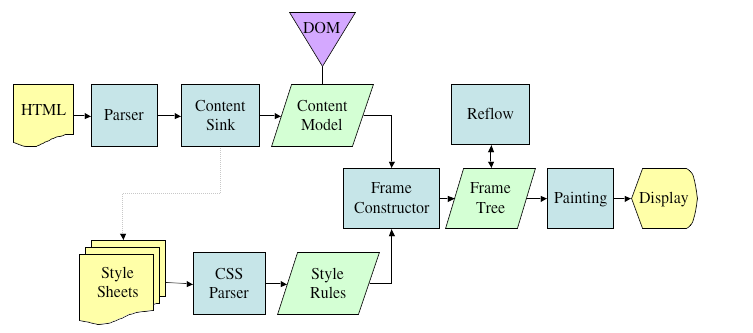 DOM
HTML
Parser
Content
Sink
Content
Model
Reflow
Frame
Constructor
Frame
Tree
Painting
Display
Style
Sheets
CSS
Parser
Style
Rules